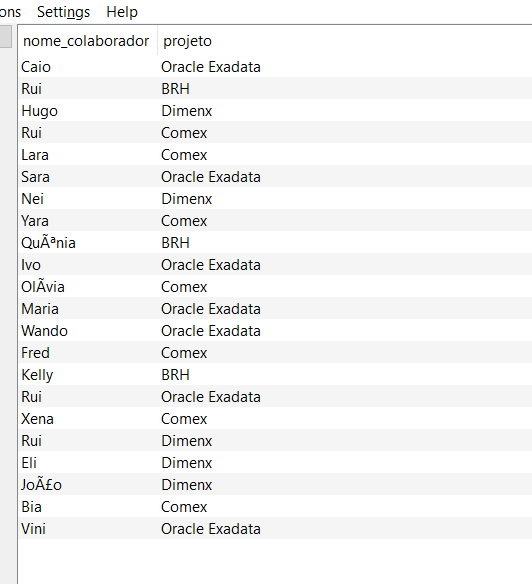 ons Settings Help
nome_colaborador projeto
Caio Oracle Exadata
Rui BRH
Hugo Dimenx
Rui Comex
Lara Comex
Sara Oracle Exadata
Nei Dimenx
Yara Comex
QuÃªnia BRH
Ivo Oracle Exadata
OlÃvia Comex
Maria Oracle Exadata
Wando Oracle Exadata
Fred Comex
Kelly BRH
Rui Oracle Exadata
Xena Comex
Rui Dimenx
Eli Dimenx
JoÃ£o Dimenx
Bia Comex
Vini Oracle Exadata